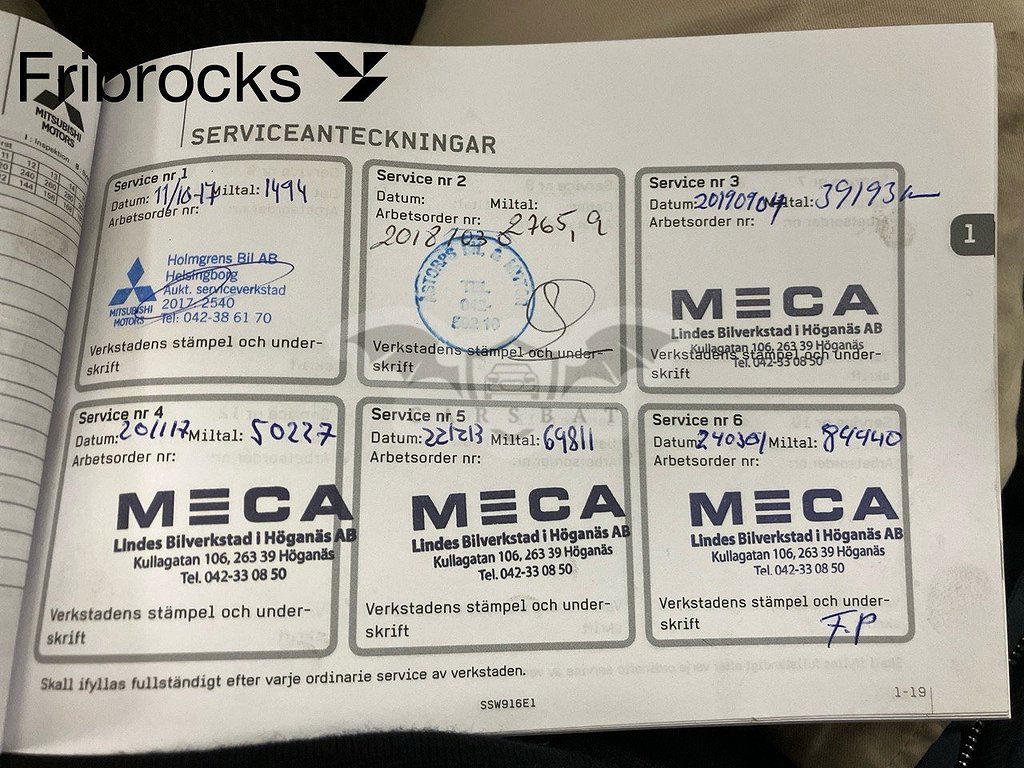 Fribrocks
MITSUBISHI
MOTORS
I : Inspektion
11 12 13 14
SERVICEANTECKNINGAR
Service nr 1
Datum: 11/10-17 Miltal: 1494
Arbetsorder nr:
Holmgrens Bil AB
Helsingborg
Aukt. serviceverkstad
2017-2540
Tel: 042-38 61 70
MITSUBISHI
MOTORS
Verkstadens stämpel och under-
skrift
Service nr 2
Datum: Miltal:
Arbetsorder nr: 2765,9
TEL.
042-
Verkstadens stämpel och under-
skrift
Service nr 3
Datum: 20190904 Miltal: 39193
Arbetsorder nr:
MECA
Lindes Bilverkstad i Höganäs AB
Kullagatan 106, 263 39 Höganäs
Tel. 042-33 08 50
Verkstadens stämpel och under-
skrift
1
Service nr 4
Datum: 201117 Miltal: 50227
Arbetsorder nr:
MECA
Lindes Bilverkstad i Höganäs AB
Kullagatan 106, 263 39 Höganäs
Tel. 042-33 08 50
Verkstadens stämpel och under-
skrift
Service nr 5
Datum: 221213 Miltal: 69811
Arbetsorder nr:
MECA
Lindes Bilverkstad i Höganäs AB
Kullagatan 106, 263 39 Höganäs
Tel. 042-33 08 50
Verkstadens stämpel och under-
skrift
Service nr 6
Datum: 240301 Miltal: 84440
Arbetsorder nr:
MECA
Lindes Bilverkstad i Höganäs AB
Kullagatan 106, 263 39 Höganäs
Tel. 042-33 08 50
Verkstadens stämpel och under-
skrift
F.P
Skall ifyllas fullständigt efter varje ordinarie service av verkstaden.
SSW916E1
1-19